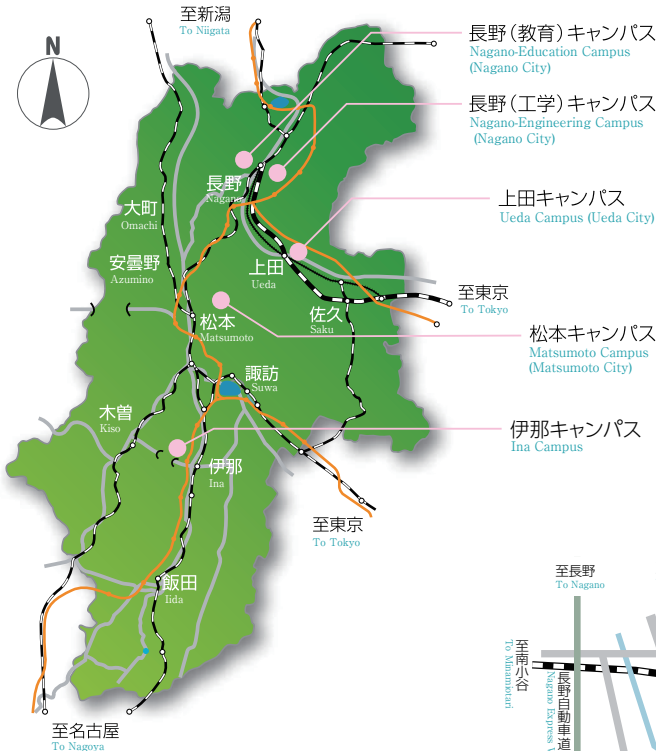 N
至新潟
To Niigata
長野（教育）キャンパス
Nagano-Education Campus
(Nagano City)
長野（工学）キャンパス
Nagano-Engineering Campus
(Nagano City)
長野
Nagano
上田キャンパス
Ueda Campus (Ueda City)
大町
Omachi
安曇野
Azumino
上田
Ueda
佐久
Saku
至東京
To Tokyo
松本
Matsumoto
松本キャンパス
Matsumoto Campus
(Matsumoto City)
諏訪
Suwa
木曽
Kiso
伊那キャンパス
Ina Campus
伊那
Ina
至東京
To Tokyo
飯田
Iida
至名古屋
To Nagoya
至長野
To Nagano
至南小谷
To Minamiotari
長野自動車道
Nagano Express